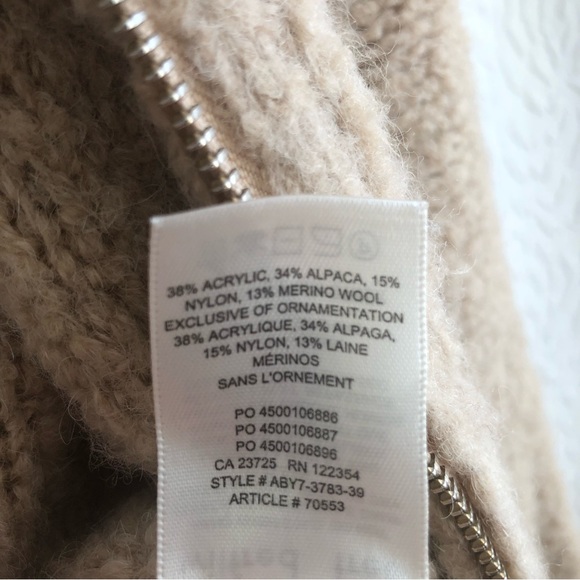 38% ACRYLIC, 34% ALPACA, 15%
NYLON, 13% MERINO WOOL
EXCLUSIVE OF ORNAMENTATION
38% ACRYLIQUE, 34% ALPAGA,
15% NYLON, 13% LAINE
MÉRINOS
SANS L'ORNEMENT
PO 4500106886
PO 4500106887
PO 4500106896
CA 23725 RN 122354
STYLE # ABY7-3783-39
ARTICLE # 70553